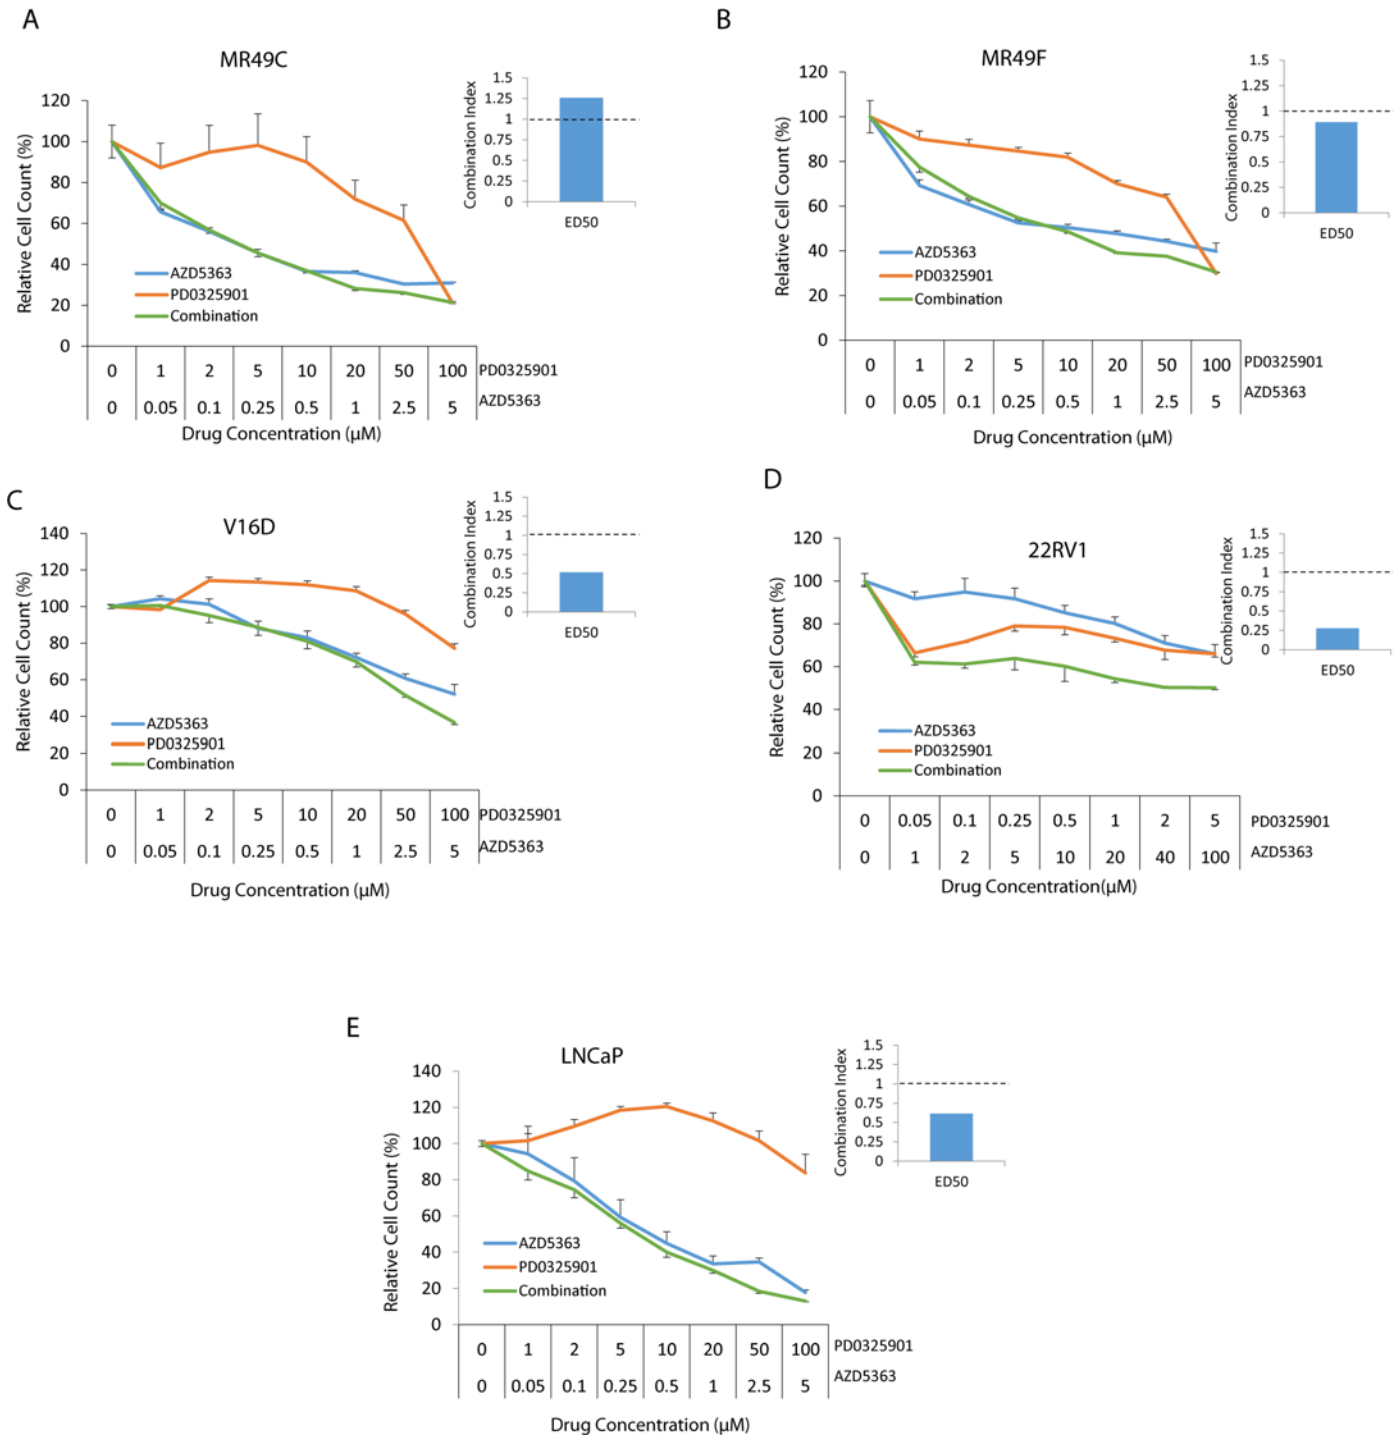 A
MR49C
Relative Cell Count (%)
120
100
80
60
40
20
0
AZD5363
PD0325901
Combination
0 1 2 5 10 20 50 100 PD0325901
0 0.05 0.1 0.25 0.5 1 2.5 5 AZD5363
Drug Concentration (µM)
Combination Index
1.5
1.25
1
0.75
0.5
0.25
0
ED50
B
MR49F
Relative Cell Count (%)
120
100
80
60
40
20
0
AZD5363
PD0325901
Combination
0 1 2 5 10 20 50 100 PD0325901
0 0.05 0.1 0.25 0.5 1 2.5 5 AZD5363
Drug Concentration (µM)
Combination Index
1.5
1.25
1
0.75
0.5
0.25
0
ED50
C
V16D
Relative Cell Count (%)
140
120
100
80
60
40
20
0
AZD5363
PD0325901
Combination
0 1 2 5 10 20 50 100 PD0325901
0 0.05 0.1 0.25 0.5 1 2.5 5 AZD5363
Drug Concentration (µM)
Combination Index
1.5
1.25
1
0.75
0.5
0.25
0
ED50
D
22RV1
Relative Cell Count (%)
120
100
80
60
40
20
0
AZD5363
PD0325901
Combination
0 0.05 0.1 0.25 0.5 1 2 5 PD0325901
0 1 2 5 10 20 40 100 AZD5363
Drug Concentration(µM)
Combination Index
1.5
1.25
1
0.75
0.5
0.25
0
ED50
E
LNCaP
Relative Cell Count (%)
140
120
100
80
60
40
20
0
AZD5363
PD0325901
Combination
0 1 2 5 10 20 50 100 PD0325901
0 0.05 0.1 0.25 0.5 1 2.5 5 AZD5363
Drug Concentration (µM)
Combination Index
1.5
1.25
1
0.75
0.5
0.25
0
ED50